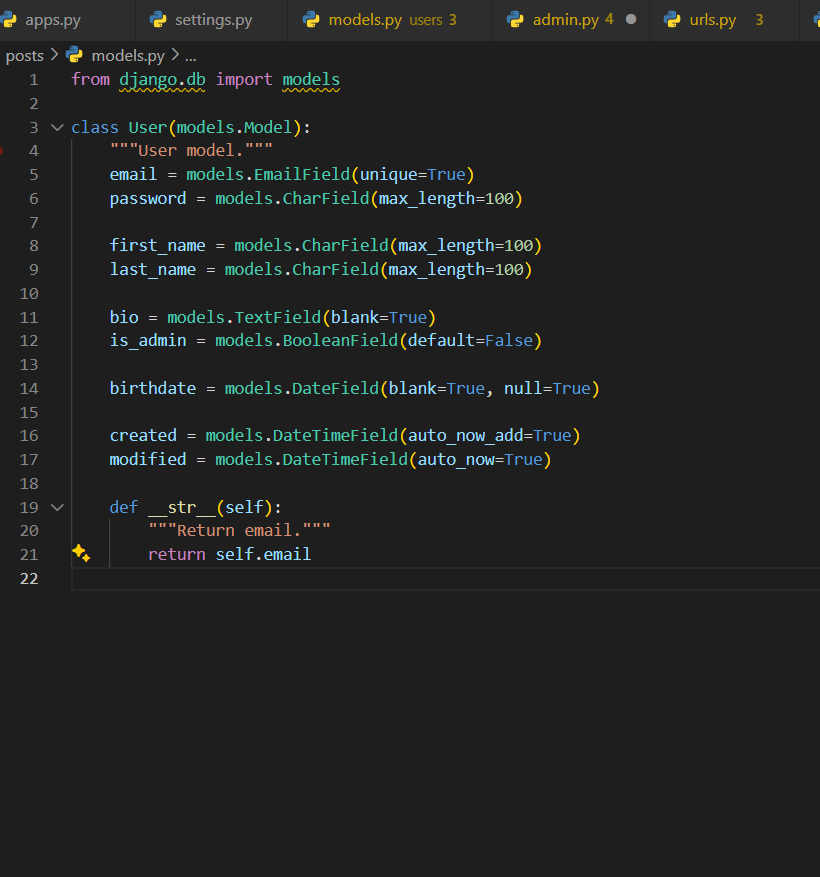 apps.py settings.py models.py users 3 admin.py 4 urls.py 3
posts > models.py > ...
1 from django.db import models
2
3 class User(models.Model):
4 """User model."""
5 email = models.EmailField(unique=True)
6 password = models.CharField(max_length=100)
7
8 first_name = models.CharField(max_length=100)
9 last_name = models.CharField(max_length=100)
10
11 bio = models.TextField(blank=True)
12 is_admin = models.BooleanField(default=False)
13
14 birthdate = models.DateField(blank=True, null=True)
15
16 created = models.DateTimeField(auto_now_add=True)
17 modified = models.DateTimeField(auto_now=True)
18
19 def __str__(self):
20 """Return email."""
21 return self.email
22